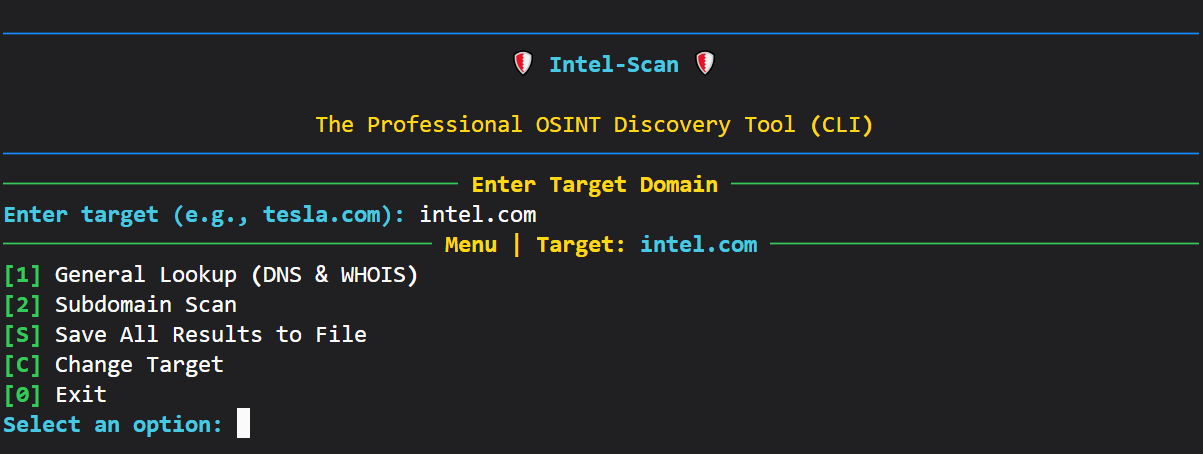 Intel-Scan
The Professional OSINT Discovery Tool (CLI)
Enter Target Domain
Enter target (e.g., tesla.com): intel.com
Menu | Target: intel.com
[1] General Lookup (DNS & WHOIS)
[2] Subdomain Scan
[S] Save All Results to File
[C] Change Target
[0] Exit
Select an option: